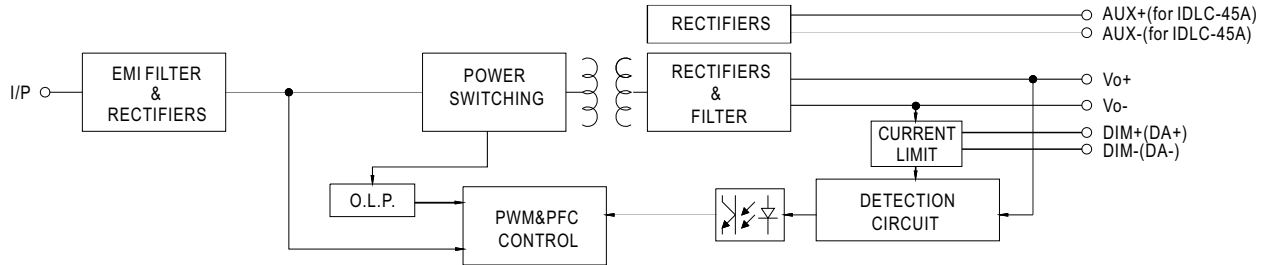 RECTIFIERS
AUX+(for IDLC-45A)
AUX-(for IDLC-45A)
I/P
EMI FILTER
&
RECTIFIERS
POWER
SWITCHING
RECTIFIERS
&
FILTER
Vo+
Vo-
CURRENT
LIMIT
DIM+(DA+)
DIM-(DA-)
O.L.P.
PWM&PFC
CONTROL
DETECTION
CIRCUIT